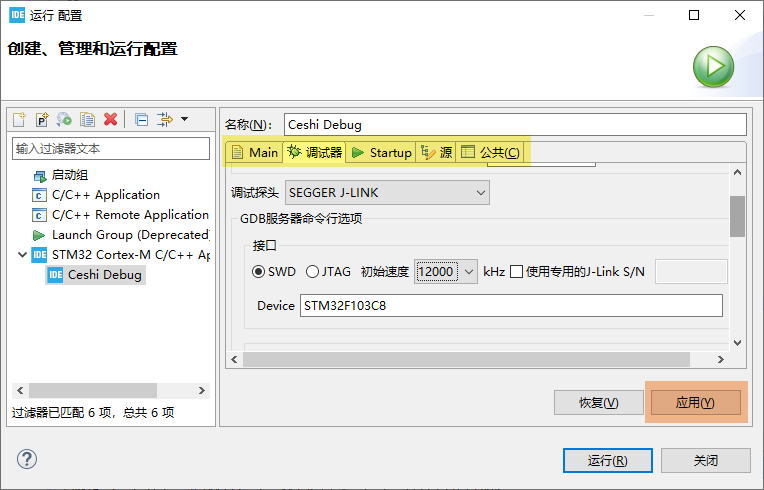 IDE 运行 配置
创建、管理和运行配置
名称(N): Ceshi Debug
输入过滤器文本
Main 调试器 Startup 源 公共(C)
启动组
C/C++ Application
C/C++ Remote Application
Launch Group (Deprecated)
IDE STM32 Cortex-M C/C++ Ap
IDE Ceshi Debug
调试探头 SEGGER J-LINK
GDB服务器命令行选项
接口
SWD JTAG 初始速度 12000 kHz 使用专用的J-Link S/N
Device STM32F103C8
过滤器已匹配 6 项，总共 6 项
恢复(V) 应用(Y)
运行(R) 关闭